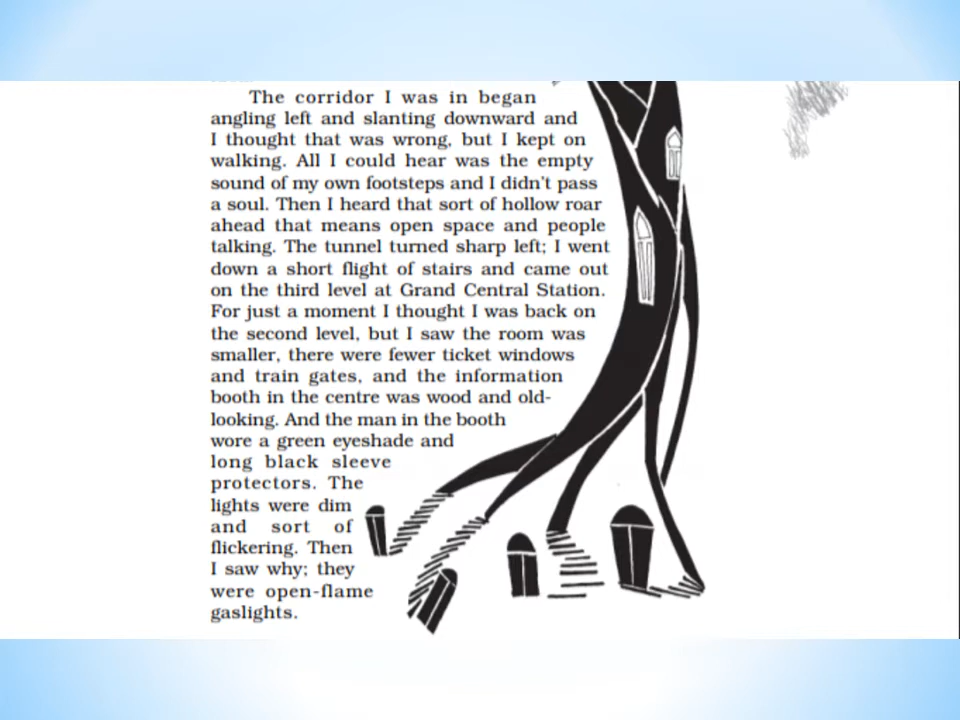 The corridor I was in began
angling left and slanting downward and
I thought that was wrong, but I kept on
walking. All I could hear was the empty
sound of my own footsteps and I didn't pass
a soul. Then I heard that sort of hollow roar
ahead that means open space and people
talking. The tunnel turned sharp left; I went
down a short flight of stairs and came out
on the third level at Grand Central Station.
For just a moment I thought I was back on
the second level, but I saw the room was
smaller, there were fewer ticket windows
and train gates, and the information
booth in the centre was wood and old-
looking. And the man in the booth
wore a green eyeshade and
long black sleeve
protectors. The
lights were dim
and sort of
flickering. Then
I saw why; they
were open-flame
gaslights.